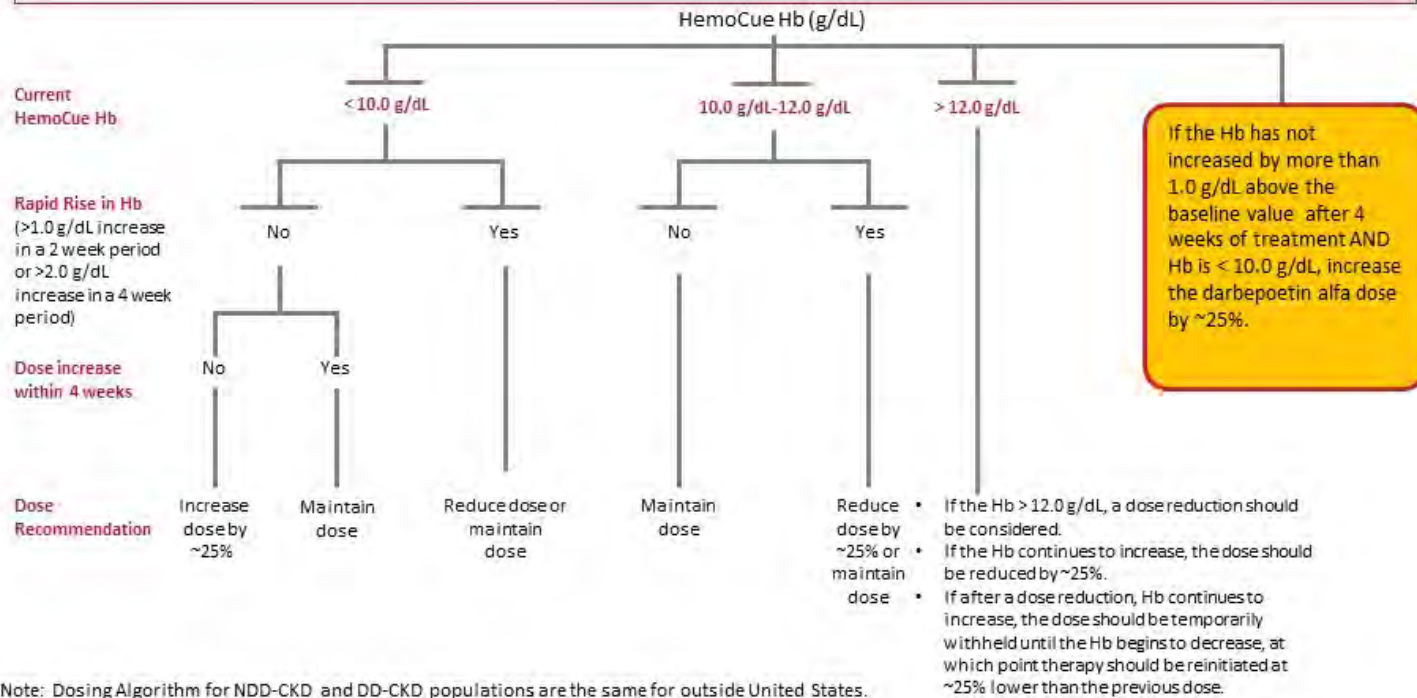 HemoCue Hb (g/dL)
Current
HemoCue Hb
< 10.0 g/dL
10.0 g/dL-12.0 g/dL
> 12.0 g/dL
If the Hb has not
increased by more than
1.0 g/dL above the
baseline value after 4
weeks of treatment AND
Hb is < 10.0 g/dL, increase
the darbepoetin alfa dose
by ~25%.
Rapid Rise in Hb
(>1.0 g/dL increase
in a 2 week period
or >2.0 g/dL
increase in a 4 week
period)
No
Yes
No
Yes
Dose increase
within 4 weeks
No
Yes
Dose
Recommendation
Increase
dose by
~25%
Maintain
dose
Reduce dose or
maintain
dose
Maintain
dose
Reduce
dose by
~25% or
maintain
dose
• If the Hb > 12.0 g/dL, a dose reduction should
be considered.
• If the Hb continues to increase, the dose should
be reduced by ~25%.
• If after a dose reduction, Hb continues to
increase, the dose should be temporarily
withheld until the Hb begins to decrease, at
which point therapy should be reinitiated at
~25% lower than the previous dose.
Note: Dosing Algorithm for NDD-CKD and DD-CKD populations are the same for outside United States.